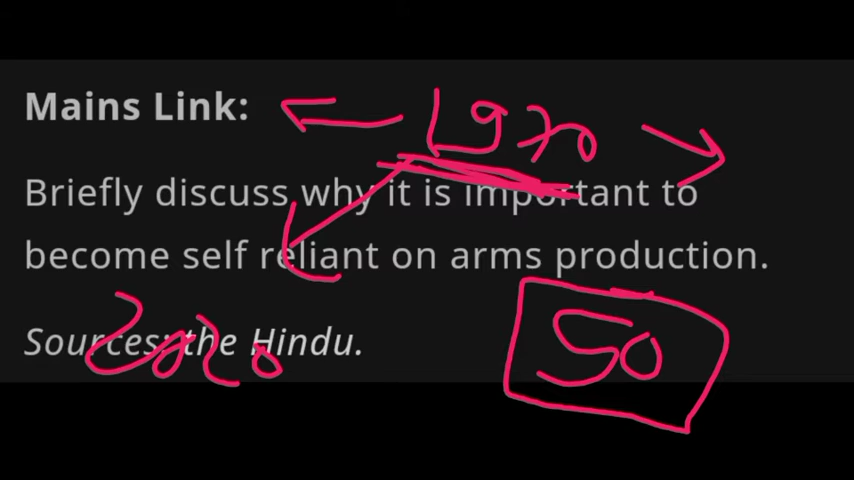 Mains Link:
1970
Briefly discuss why it is important to
become self reliant on arms production.
Sources: the Hindu.
2020
50